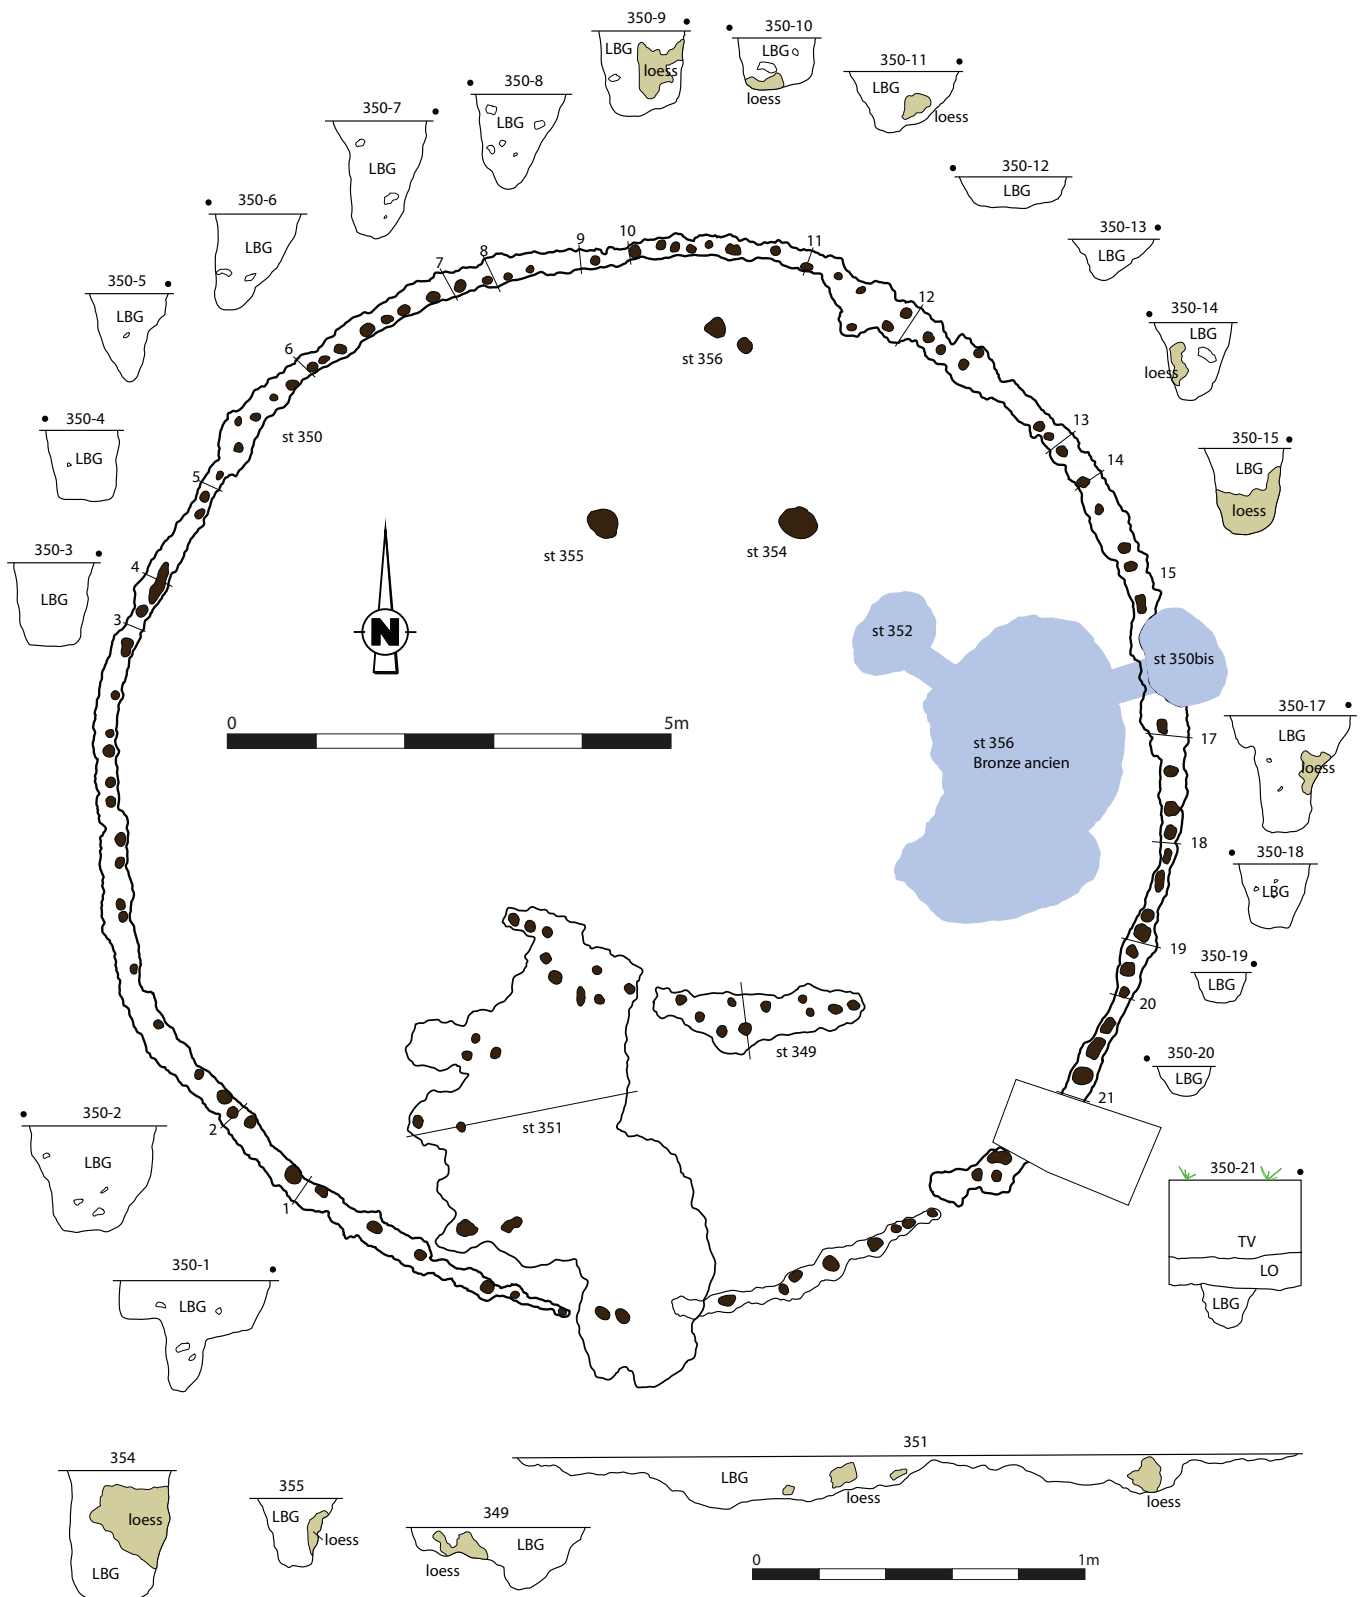 350-9
LBG
loess
350-10
LBG
loess
350-11
LBG
loess
350-8
LBG
350-7
LBG
350-12
LBG
350-6
LBG
350-13
LBG
350-5
LBG
350-14
LBG
loess
350-4
LBG
350-15
LBG
loess
350-3
LBG
3
4
5
6
7
8
9
10
11
12
13
14
15
17
18
19
20
21
1
2
st 350
st 356
st 355
st 354
N
st 352
st 350bis
st 356
Bronze ancien
0
5m
st 349
st 351
350-17
LBG
loess
350-18
LBG
350-19
LBG
350-20
LBG
350-21
TV
LO
LBG
350-2
LBG
350-1
LBG
354
loess
LBG
355
LBG
loess
349
LBG
loess
351
LBG
loess
loess
0
1m